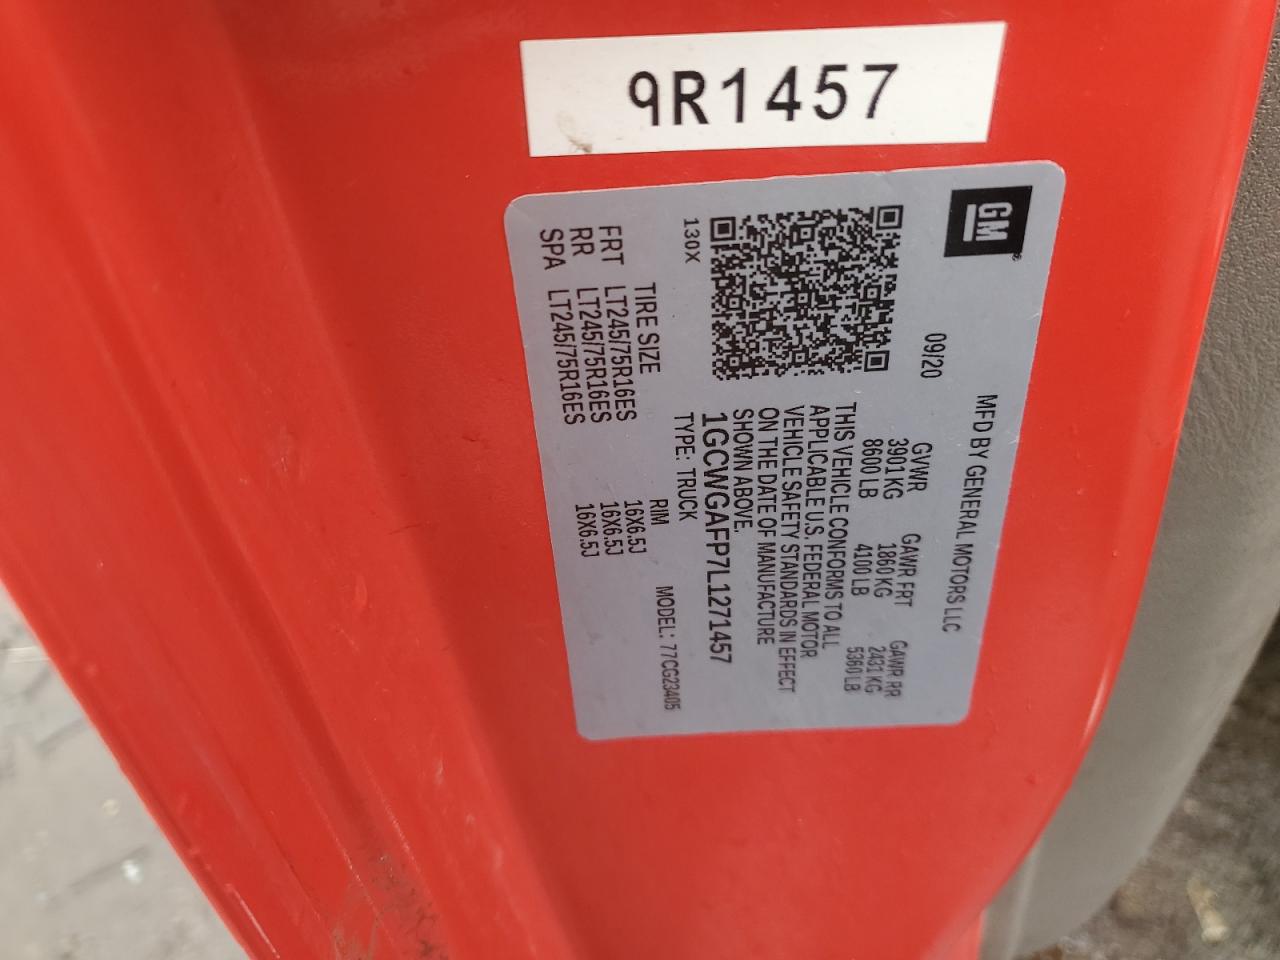 9R1457
GM
MFD BY GENERAL MOTORS LLC
09/20
GVWR GAWR FRT GAWR RR
3901 KG 1860 KG 2431 KG
8600 LB 4100 LB 5360 LB
THIS VEHICLE CONFORMS TO ALL
APPLICABLE U.S. FEDERAL MOTOR
VEHICLE SAFETY STANDARDS IN EFFECT
ON THE DATE OF MANUFACTURE
SHOWN ABOVE.
1GCWGAFP7L1271457
130X
TYPE: TRUCK MODEL: 77CG23405
TIRE SIZE RIM
FRT LT245/75R16ES 16X6.5J
RR LT245/75R16ES 16X6.5J
SPA LT245/75R16ES 16X6.5J